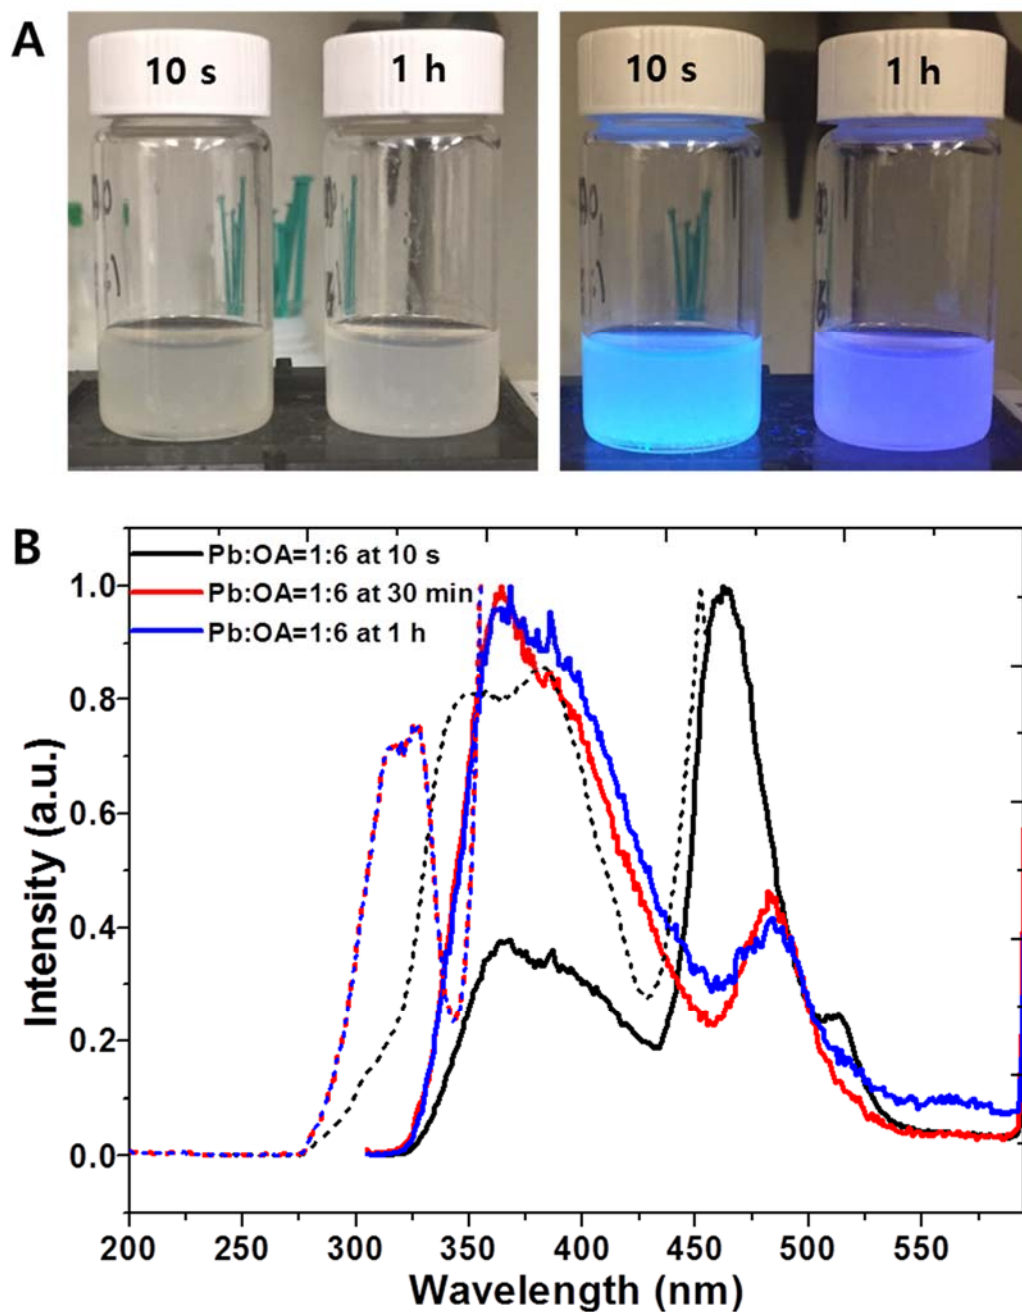 A
10 s
1 h
10 s
1 h
B
Pb:OA=1:6 at 10 s
Pb:OA=1:6 at 30 min
Pb:OA=1:6 at 1 h
1.0
0.8
0.6
0.4
0.2
0.0
Intensity (a.u.)
200
250
300
350
400
450
500
550
Wavelength (nm)